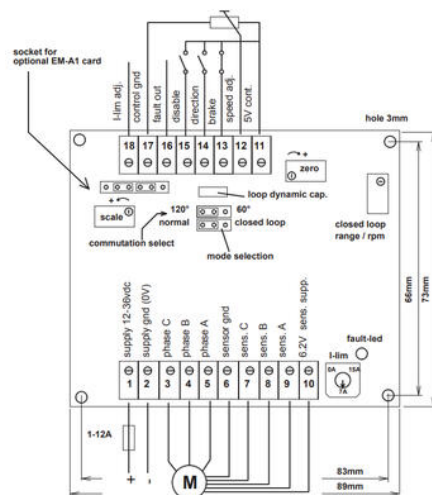 socket for
optional EM-A1 card
I-lim adj.
control gnd
fault out
disable
direction
brake
speed adj.
5V cont.
hole 3mm
18 17 16 15 14 13 12 11
zero
loop dynamic cap.
scale
120° 60°
normal closed loop
commutation select
mode selection
closed loop
range / rpm
66mm
73mm
supply 12-36vdc
supply gnd (0V)
phase C
phase B
phase A
sensor gnd
sens. C
sens. B
sens. A
6.2V sens. supp.
fault-led
I-lim
0A 15A
7A
1 2 3 4 5 6 7 8 9 10
1-12A
+ -
M
83mm
89mm